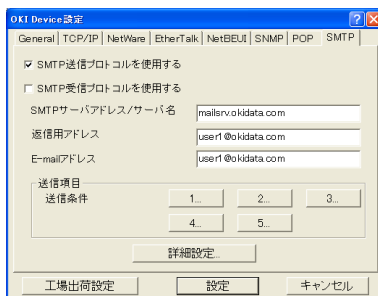 OKI Device設定
General TCP/IP NetWare EtherTalk NetBEUI SNMP POP SMTP
SMTP送信プロトコルを使用する
SMTP受信プロトコルを使用する
SMTPサーバアドレス/サーバ名 mailsrv.okidata.com
返信用アドレス user1@okidata.com
E-mailアドレス user1@okidata.com
送信項目
送信条件 1... 2... 3...
4... 5...
詳細設定...
工場出荷設定 設定 キャンセル